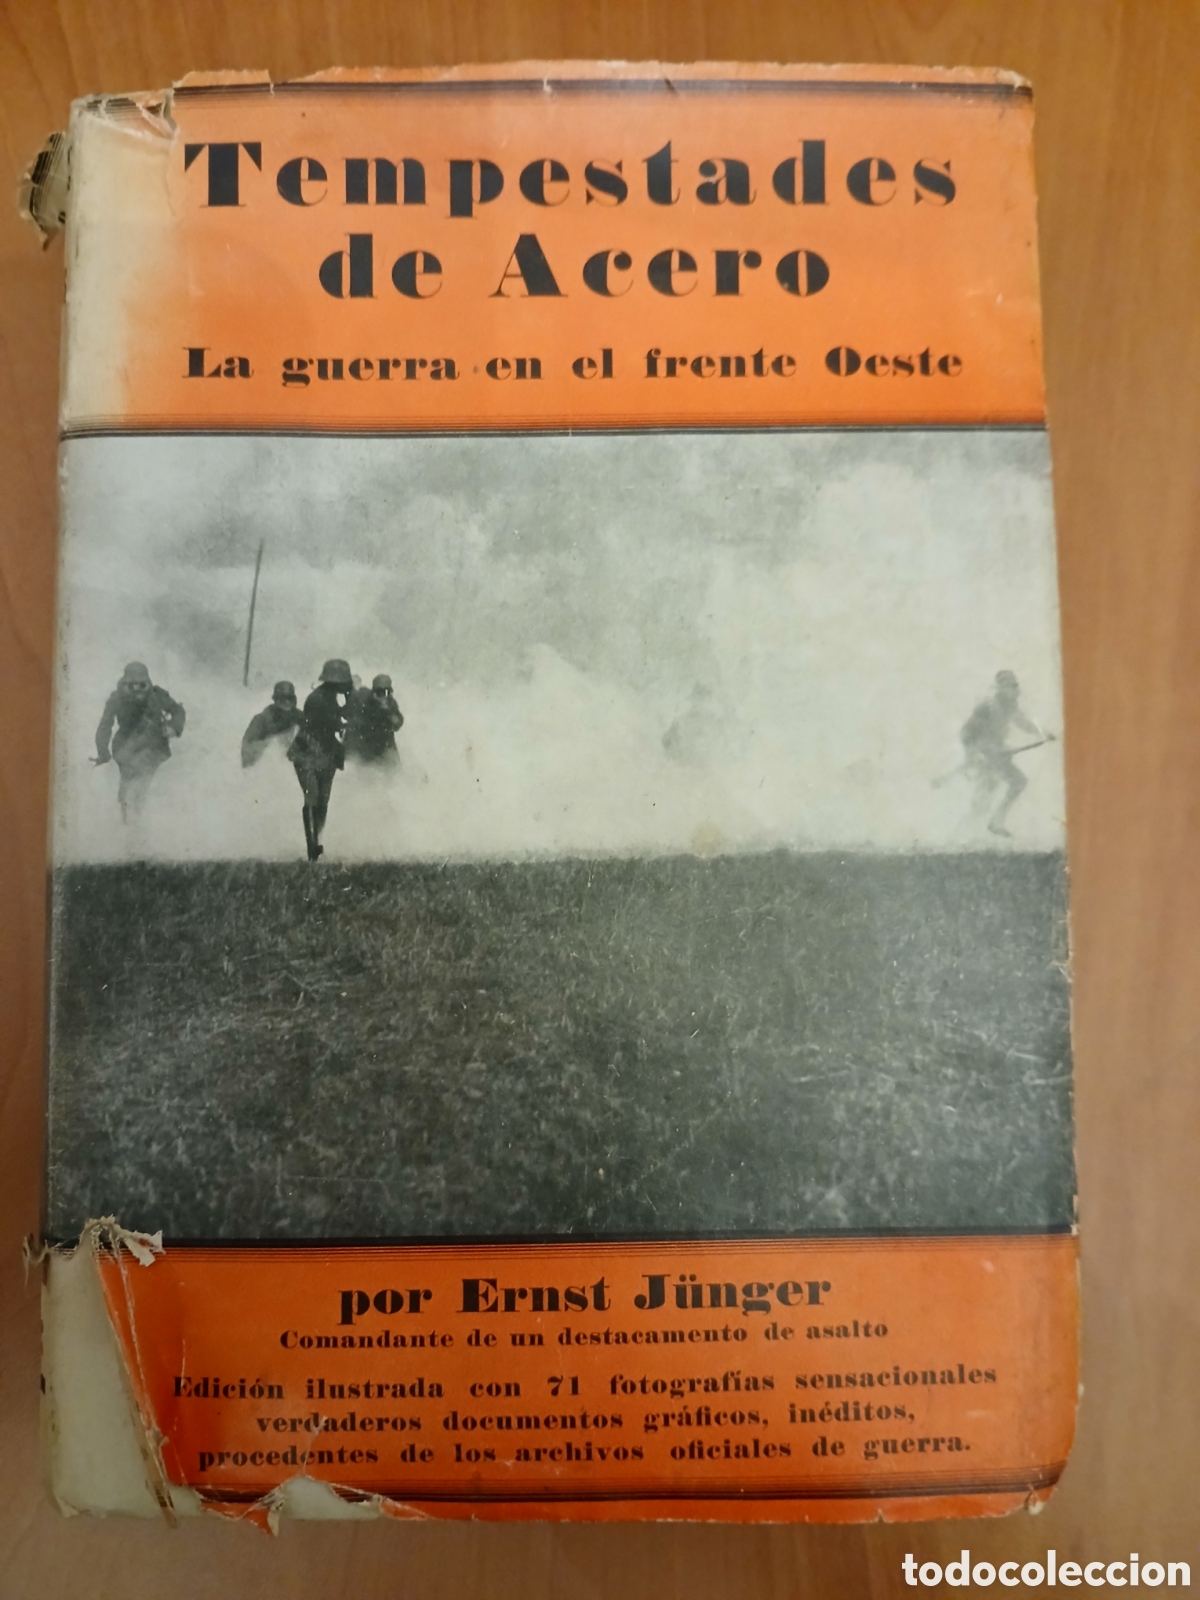 Tempestades
de Acero
La guerra en el frente Oeste
por Ernst Jünger
Comandante de un destacamento de asalto
Edición ilustrada con 71 fotografías sensacionales
verdaderos documentos gráficos, inéditos,
procedentes de los archivos oficiales de guerra.
todocoleccion